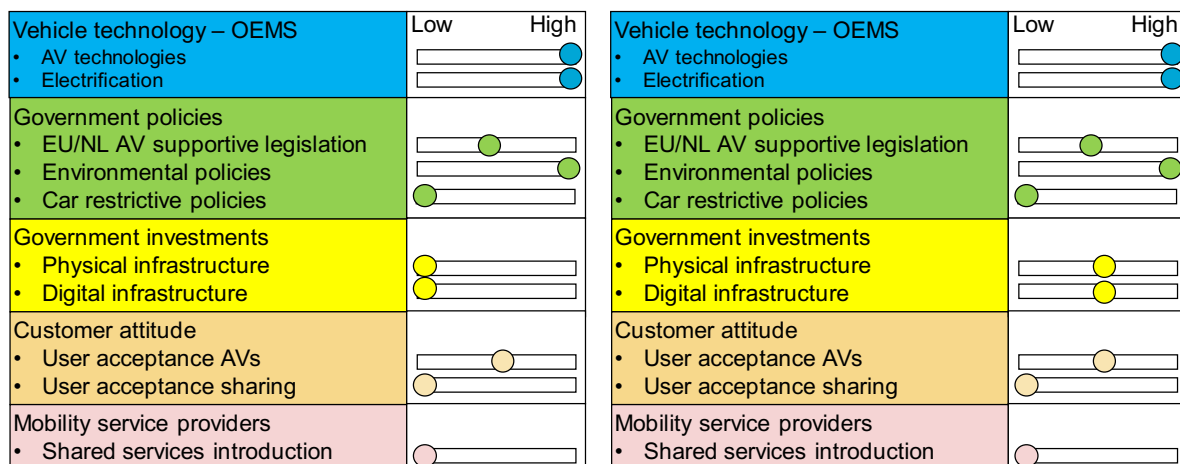 Vehicle technology – OEMS
Low High
• AV technologies
• Electrification
Government policies
• EU/NL AV supportive legislation
• Environmental policies
• Car restrictive policies
Government investments
• Physical infrastructure
• Digital infrastructure
Customer attitude
• User acceptance AVs
• User acceptance sharing
Mobility service providers
• Shared services introduction
Vehicle technology – OEMS
Low High
• AV technologies
• Electrification
Government policies
• EU/NL AV supportive legislation
• Environmental policies
• Car restrictive policies
Government investments
• Physical infrastructure
• Digital infrastructure
Customer attitude
• User acceptance AVs
• User acceptance sharing
Mobility service providers
• Shared services introduction